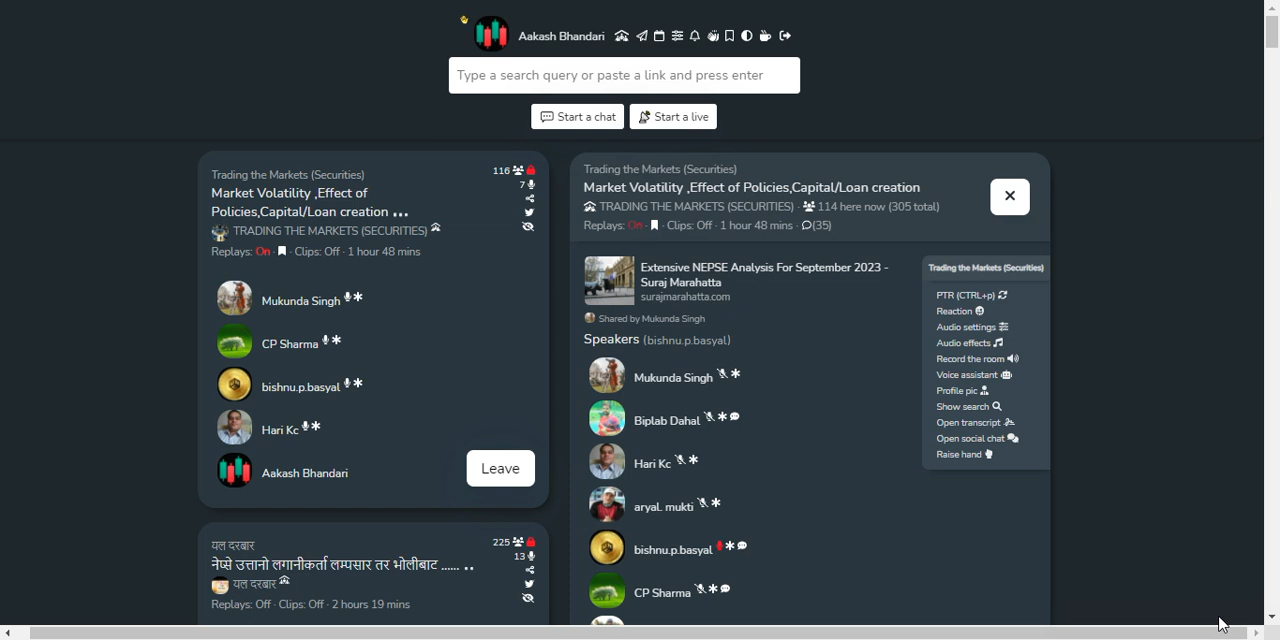 Aakash Bhandari
Type a search query or paste a link and press enter
Start a chat
Start a live
Trading the Markets (Securities)
116
Market Volatility ,Effect of
7
Policies,Capital/Loan creation ...
TRADING THE MARKETS (SECURITIES)
Replays: On · Clips: Off · 1 hour 48 mins
Mukunda Singh
CP Sharma
bishnu.p.basyal
Hari Kc
Aakash Bhandari
Leave
यल दरबार
225
नेप्से उत्तानो लगानीकर्ता लम्पसार तर भोलीबाट ...... ..
13
यल दरबार
Replays: Off · Clips: Off · 2 hours 19 mins
Trading the Markets (Securities)
Market Volatility ,Effect of Policies,Capital/Loan creation
TRADING THE MARKETS (SECURITIES) · 114 here now (305 total)
Replays: On · Clips: Off · 1 hour 48 mins · (35)
Extensive NEPSE Analysis For September 2023 -
Suraj Marahatta
surajmarahatta.com
Shared by Mukunda Singh
Speakers (bishnu.p.basyal)
Mukunda Singh
Biplab Dahal
Hari Kc
aryal. mukti
bishnu.p.basyal
CP Sharma
Trading the Markets (Securities)
PTR (CTRL+p)
Reaction
Audio settings
Audio effects
Record the room
Voice assistant
Profile pic
Show search
Open transcript
Open social chat
Raise hand